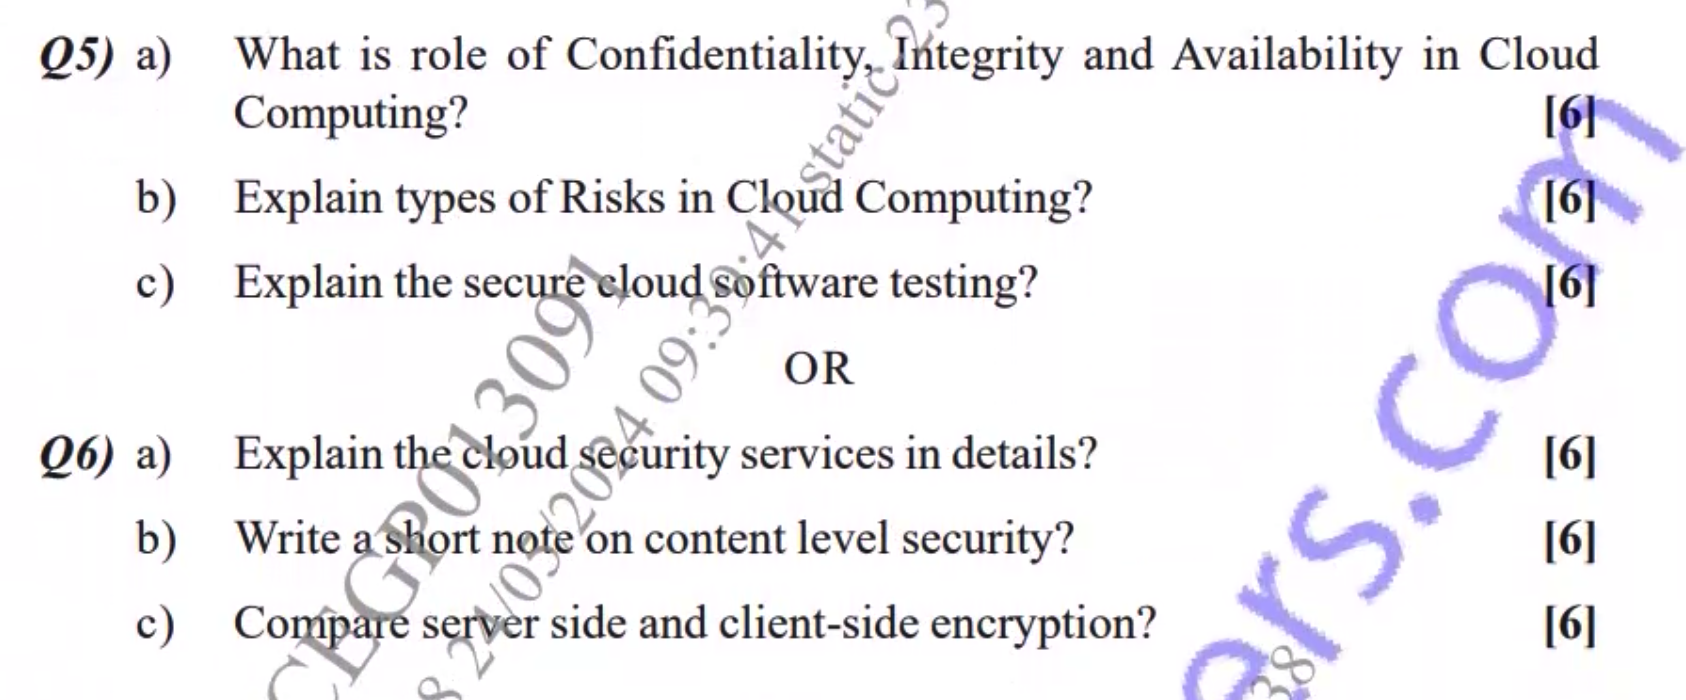 Q5) a) What is role of Confidentiality, Integrity and Availability in Cloud
Computing? [6]
b) Explain types of Risks in Cloud Computing? [6]
c) Explain the secure cloud software testing? [6]
OR
Q6) a) Explain the cloud security services in details? [6]
b) Write a short note on content level security? [6]
c) Compare server side and client-side encryption? [6]
CEGP013091
24/05/2024 09:39:41 static-23
ers.com
38